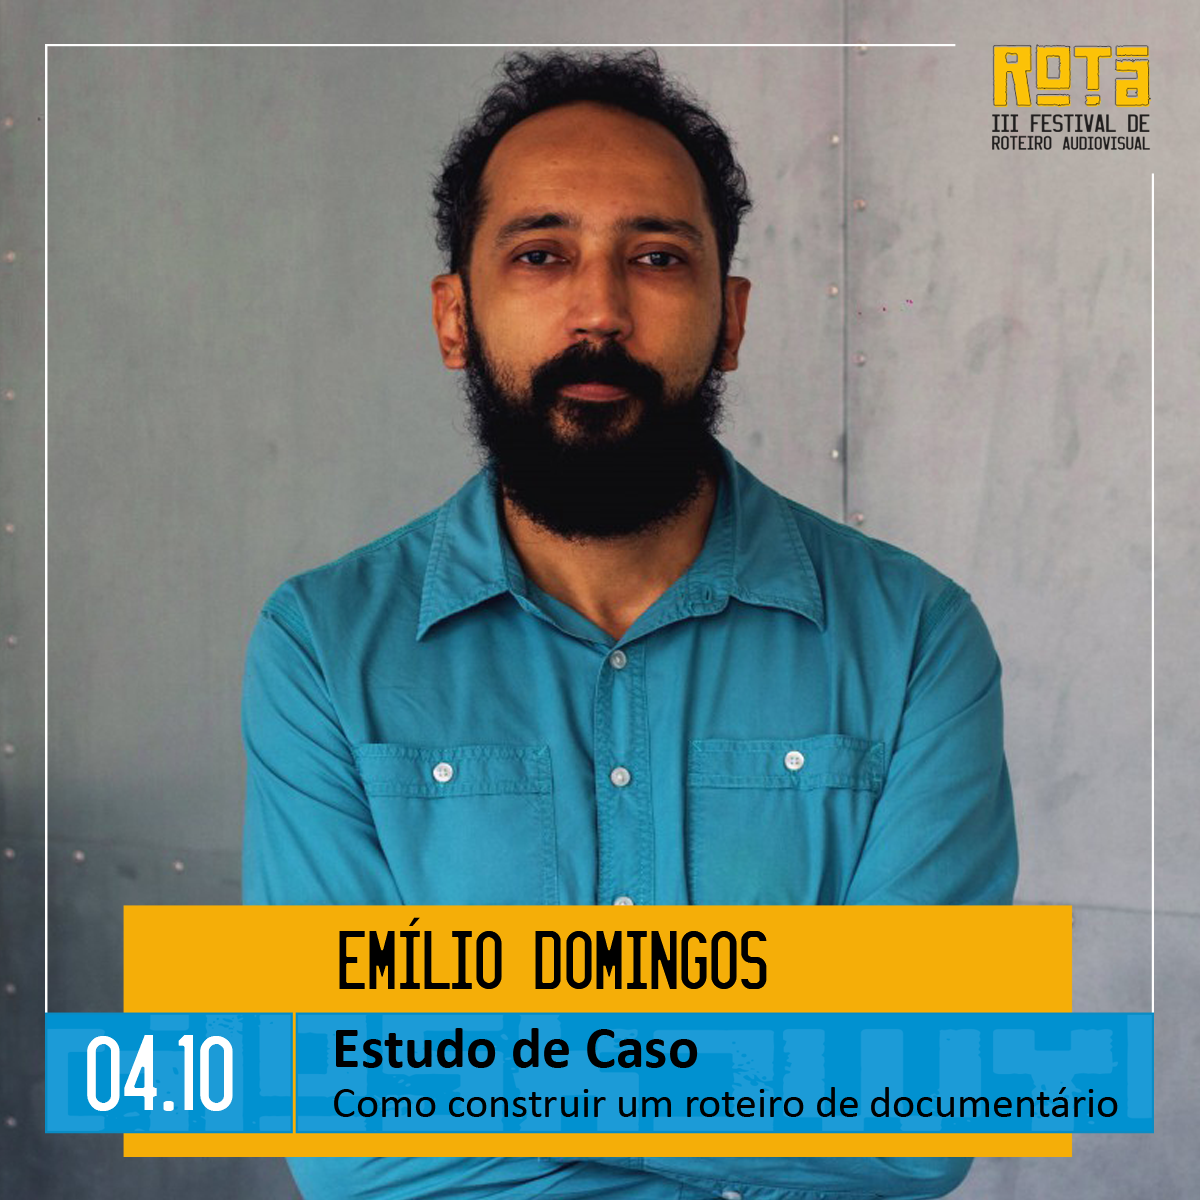 ROTA
III FESTIVAL DE
ROTEIRO AUDIOVISUAL
EMÍLIO DOMINGOS
04.10
Estudo de Caso
Como construir um roteiro de documentário